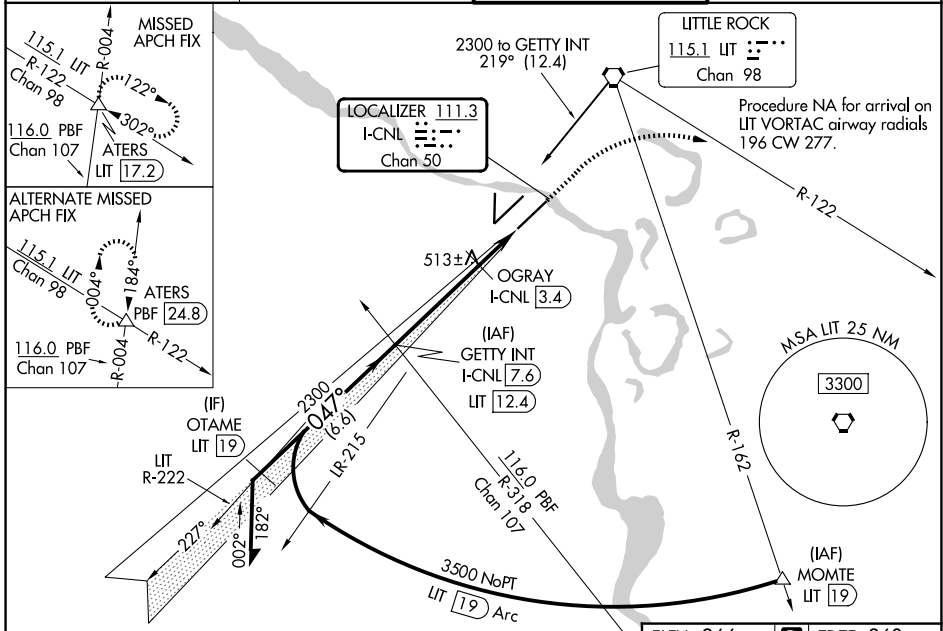 MISSED
APCH FIX
115.1 LIT
R-122
Chan 98
R-004
122°
302°
116.0 PBF
Chan 107
ATERS
LIT 17.2
ALTERNATE MISSED
APCH FIX
115.1 LIT
Chan 98
004°
184°
ATERS
PBF 24.8
116.0 PBF
Chan 107
R-004
R-122
2300 to GETTY INT
219° (12.4)
LITTLE ROCK
115.1 LIT
Chan 98
LOCALIZER 111.3
I-CNL
Chan 50
Procedure NA for arrival on
LIT VORTAC airway radials
196 CW 277.
R-122
513±
OGRAY
I-CNL 3.4
(IAF)
GETTY INT
I-CNL 7.6
LIT 12.4
MSA LIT 25 NM
3300
(IF)
OTAME
LIT 19
2300
047°
(6.6)
LIT
R-222
LR-215
116.0 PBF
R-318
Chan 107
R-162
227°
002°
182°
3500 NoPT
LIT 19 Arc
(IAF)
MOMTE
LIT 19